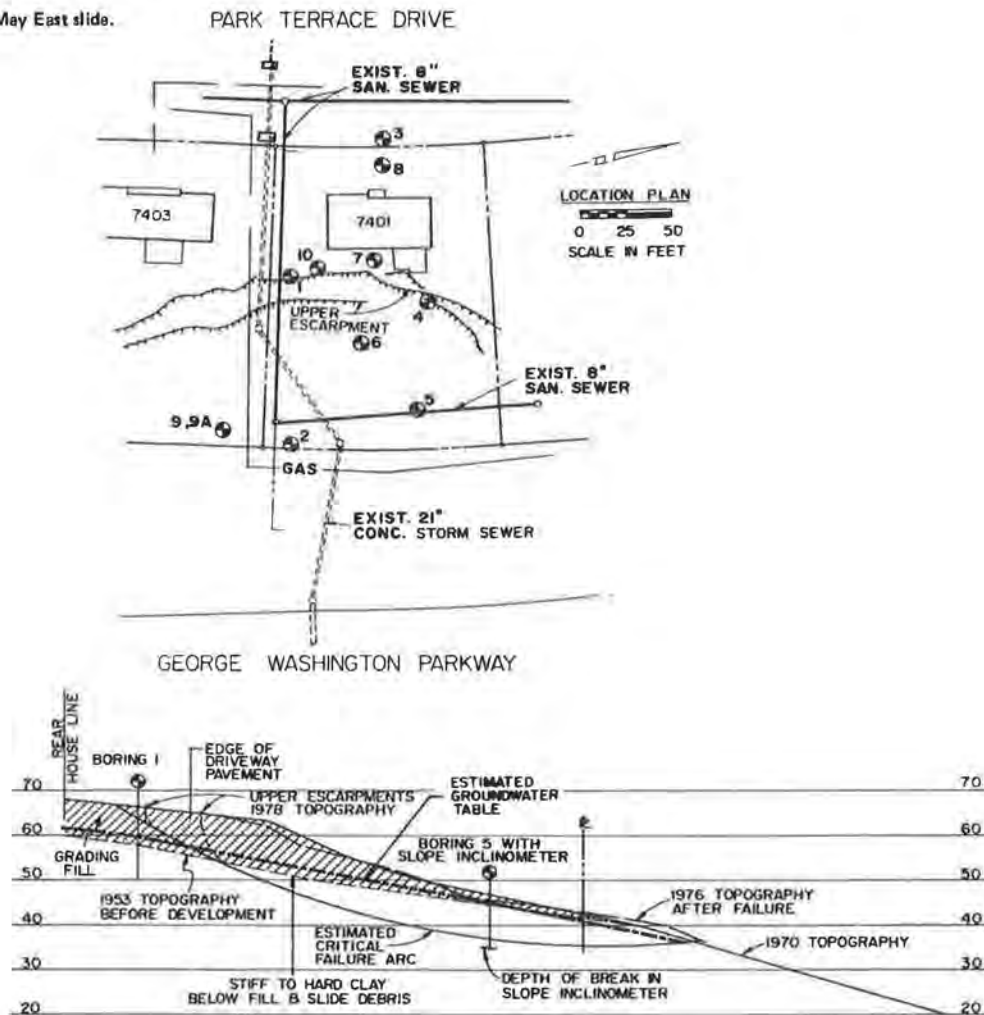 May East slide.
PARK TERRACE DRIVE
EXIST. 8"
SAN. SEWER
3
8
LOCATION PLAN
0 25 50
SCALE IN FEET
7403
7401
10
7
1
UPPER
ESCARPMENT
4
6
EXIST. 8"
SAN. SEWER
5
9,9A
2
GAS
EXIST. 21"
CONC. STORM SEWER
GEORGE WASHINGTON PARKWAY
REAR
HOUSE LINE
BORING 1
EDGE OF
DRIVEWAY
PAVEMENT
UPPER ESCARPMENTS
1978 TOPOGRAPHY
ESTIMATED
GROUNDWATER
TABLE
BORING 5 WITH
SLOPE INCLINOMETER
70
70
60
60
GRADING
FILL
50
50
1953 TOPOGRAPHY
BEFORE DEVELOPMENT
1976 TOPOGRAPHY
AFTER FAILURE
40
40
ESTIMATED
CRITICAL
FAILURE ARC
1970 TOPOGRAPHY
30
30
STIFF TO HARD CLAY
BELOW FILL & SLIDE DEBRIS
DEPTH OF BREAK IN
SLOPE INCLINOMETER
20
20